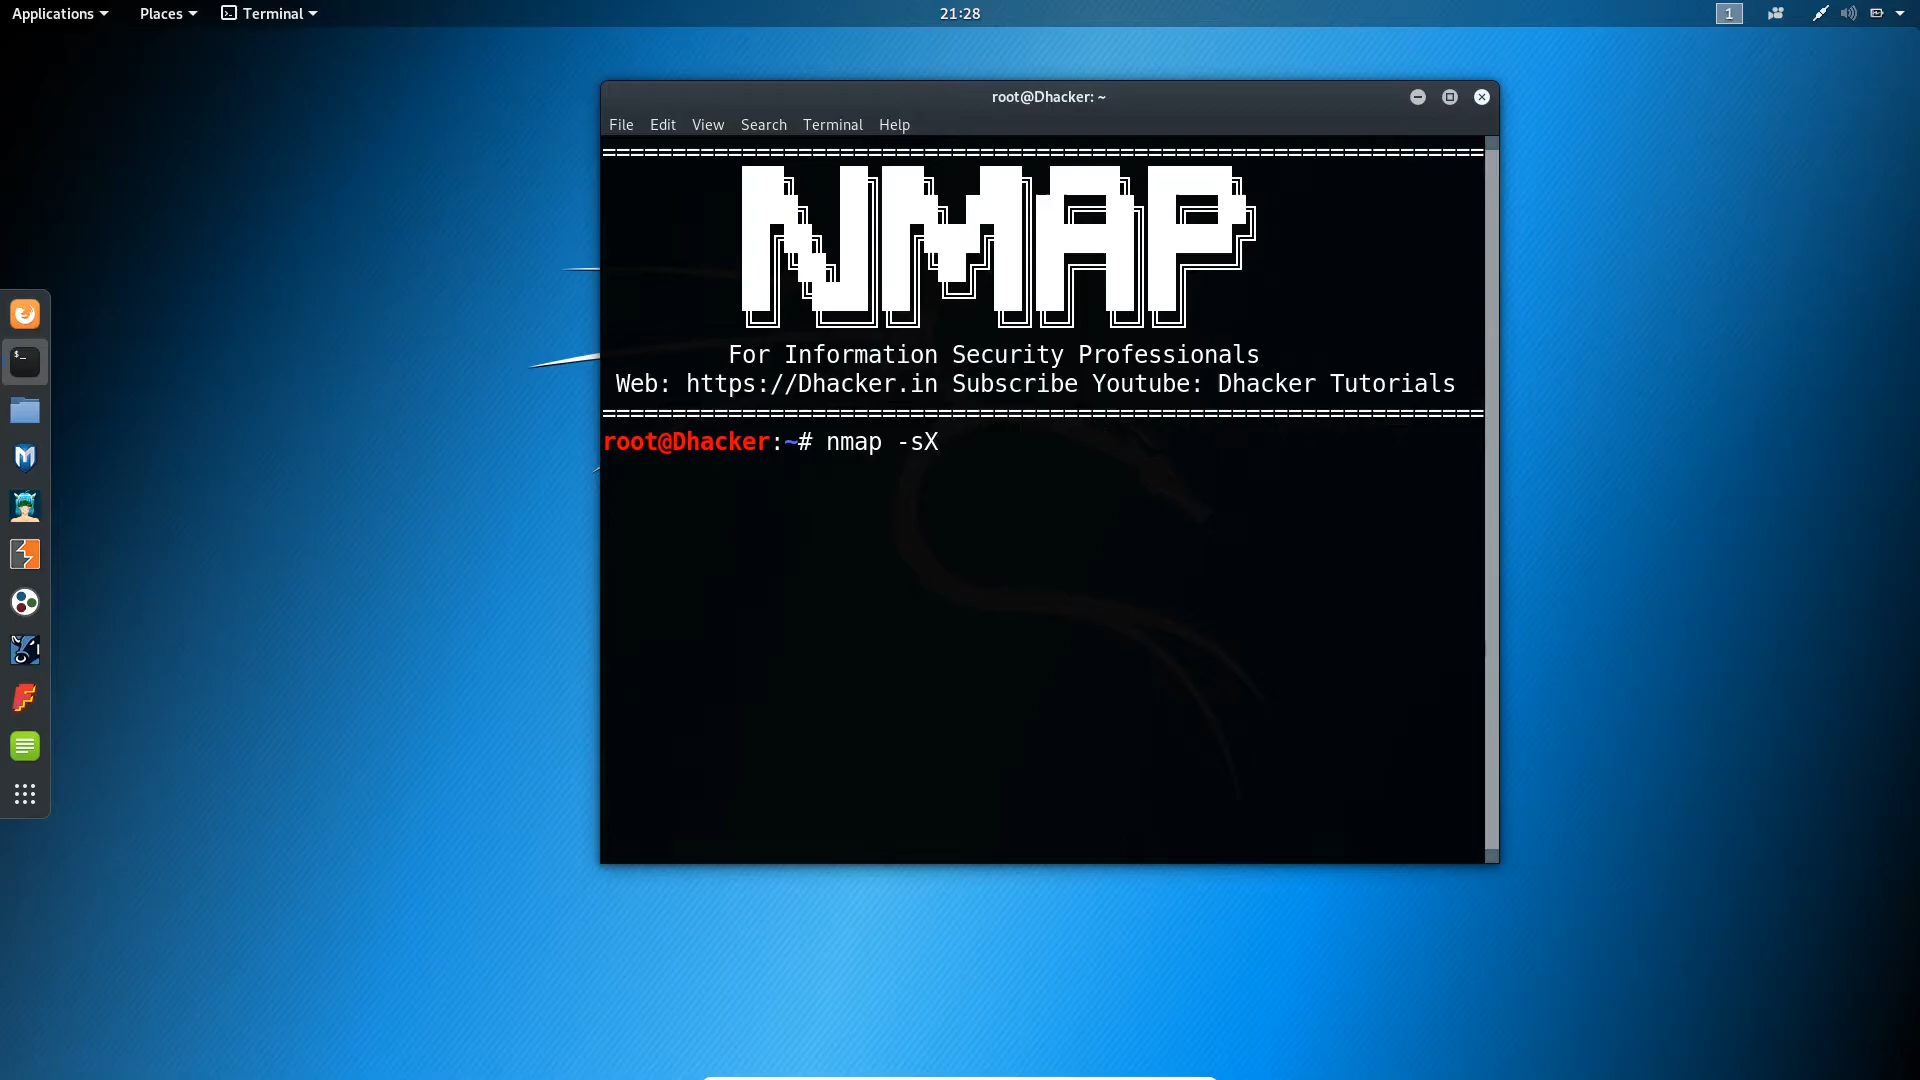 Applications Places Terminal 21:28 1
root@Dhacker: ~
File Edit View Search Terminal Help
===============================================================
NMAP
For Information Security Professionals
Web: https://Dhacker.in Subscribe Youtube: Dhacker Tutorials
===============================================================
root@Dhacker:~# nmap -sX